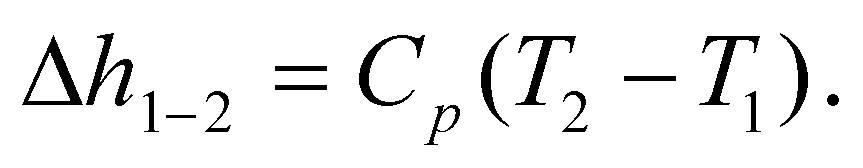 Δh₁₋₂ = Cₚ(T₂ − T₁).